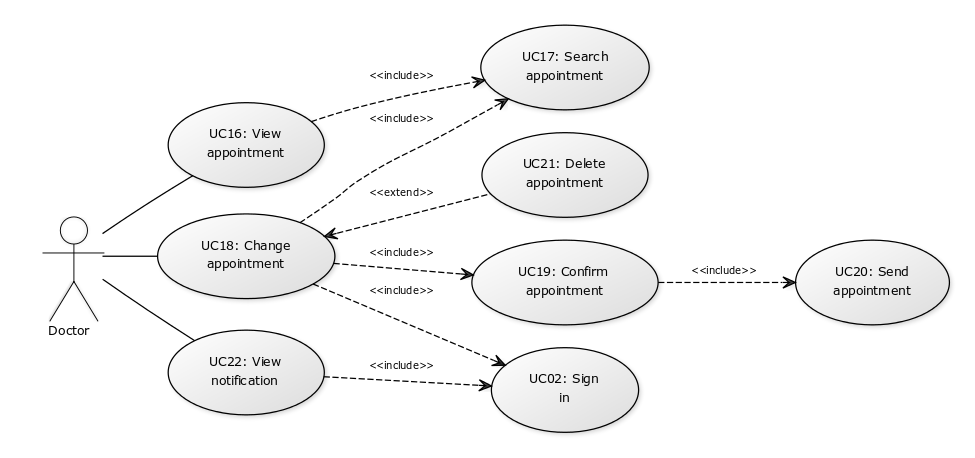 UC17: Search
appointment
<<include>>
<<include>>
UC16: View
appointment
UC21: Delete
appointment
<<extend>>
UC18: Change
appointment
<<include>>
UC19: Confirm
appointment
<<include>>
UC20: Send
appointment
<<include>>
Doctor
UC22: View
notification
<<include>>
UC02: Sign
in